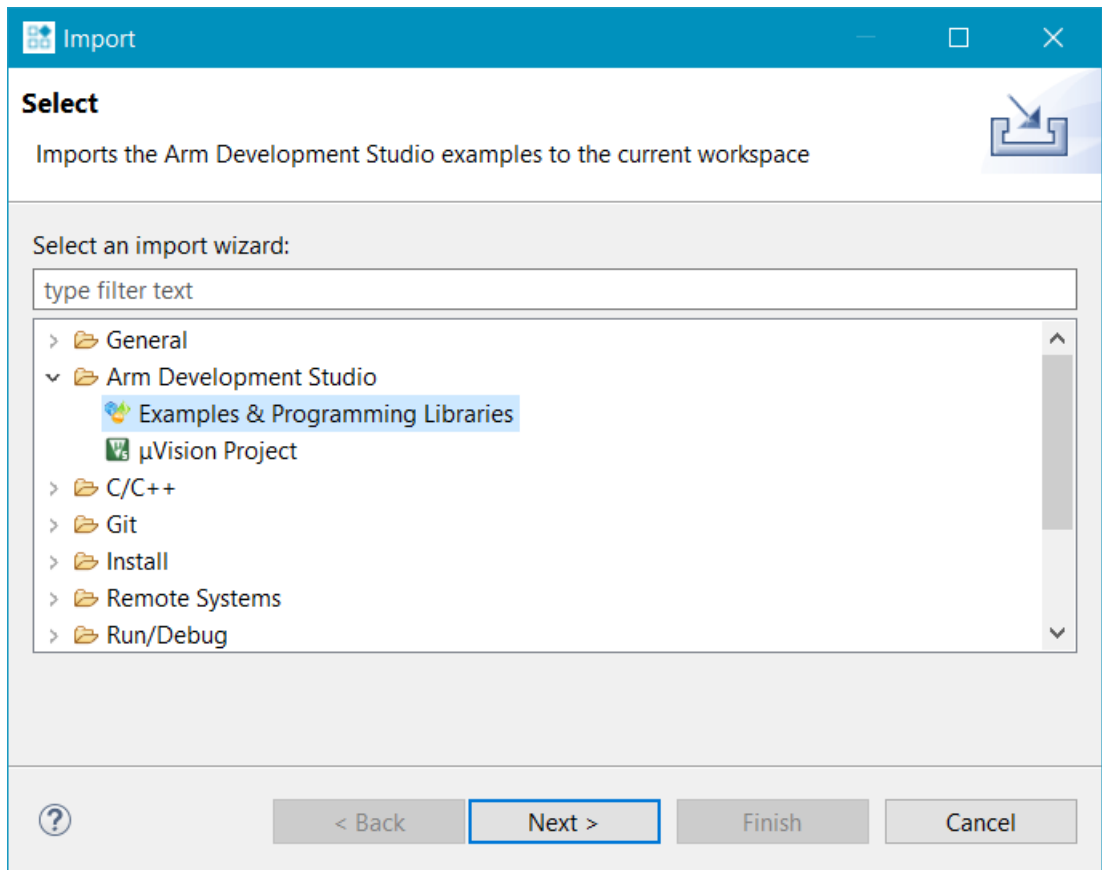 Import
Select
Imports the Arm Development Studio examples to the current workspace
Select an import wizard:
type filter text
General
Arm Development Studio
Examples & Programming Libraries
µVision Project
C/C++
Git
Install
Remote Systems
Run/Debug
? < Back Next > Finish Cancel